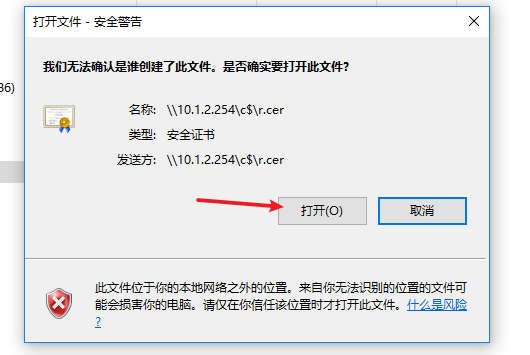 打开文件 - 安全警告
我们无法确认是谁创建了此文件。是否确实要打开此文件?
36)
名称: \\10.1.2.254\c$\r.cer
类型: 安全证书
发送方: \\10.1.2.254\c$\r.cer
打开(O) 取消
此文件位于你的本地网络之外的位置。来自你无法识别的位置的文件可
能会损害你的电脑。请仅在你信任该位置时才打开此文件。什么是风险
?